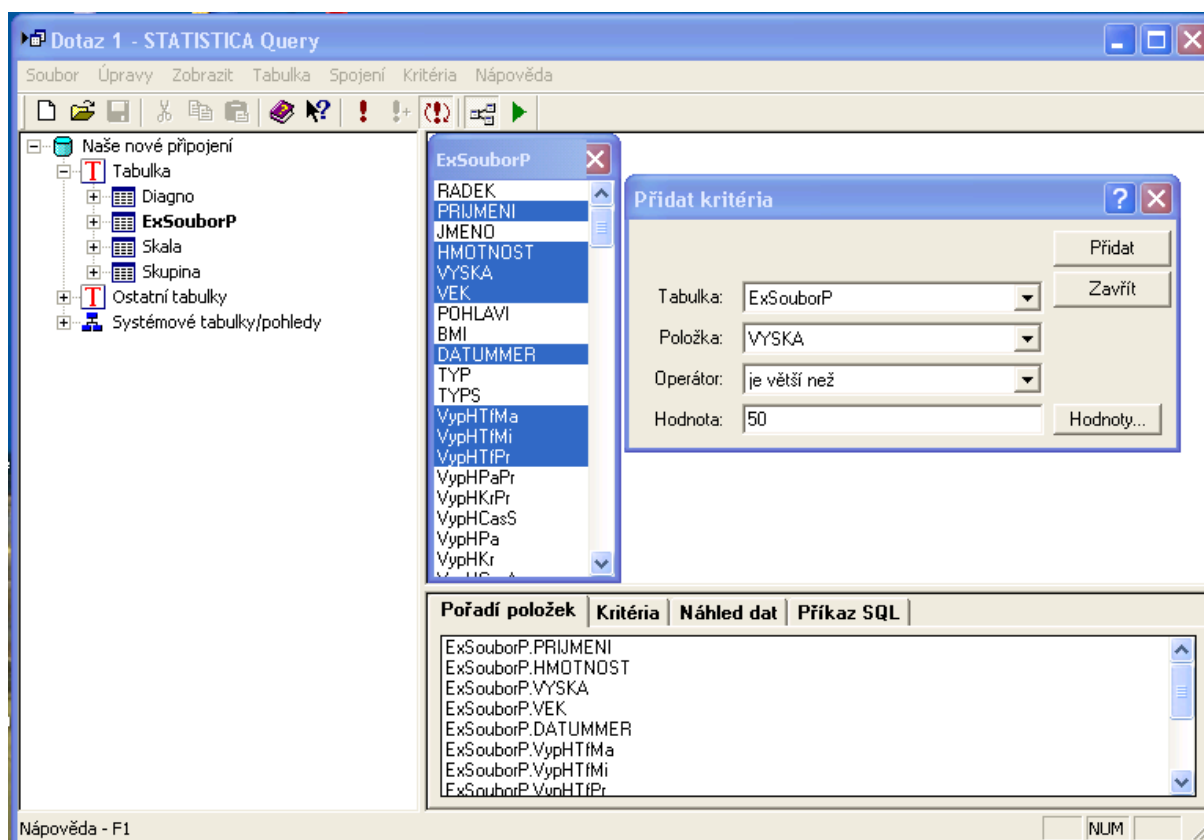 Dotaz 1 - STATISTICA Query
Soubor Úpravy Zobrazit Tabulka Spojení Kritéria Nápověda
Naše nové připojení
Tabulka
Diagno
ExSouborP
Skala
Skupina
Ostatní tabulky
Systémové tabulky/pohledy
ExSouborP
RADEK
PRIJMENI
JMENO
HMOTNOST
VYSKA
VEK
POHLAVI
BMI
DATUMMER
TYP
TYPS
VypHTfMa
VypHTfMi
VypHTfPr
VypHPaPr
VypHKrPr
VypHCasS
VypHPa
VypHKr
Přidat kritéria
Přidat
Zavřít
Tabulka: ExSouborP
Položka: VYSKA
Operátor: je větší než
Hodnota: 50 Hodnoty...
Pořadí položek Kritéria Náhled dat Příkaz SQL
ExSouborP.PRIJMENI
ExSouborP.HMOTNOST
ExSouborP.VYSKA
ExSouborP.VEK
ExSouborP.DATUMMER
ExSouborP.VypHTfMa
ExSouborP.VypHTfMi
ExSouborP.VypHTfPr
Nápověda - F1 NUM